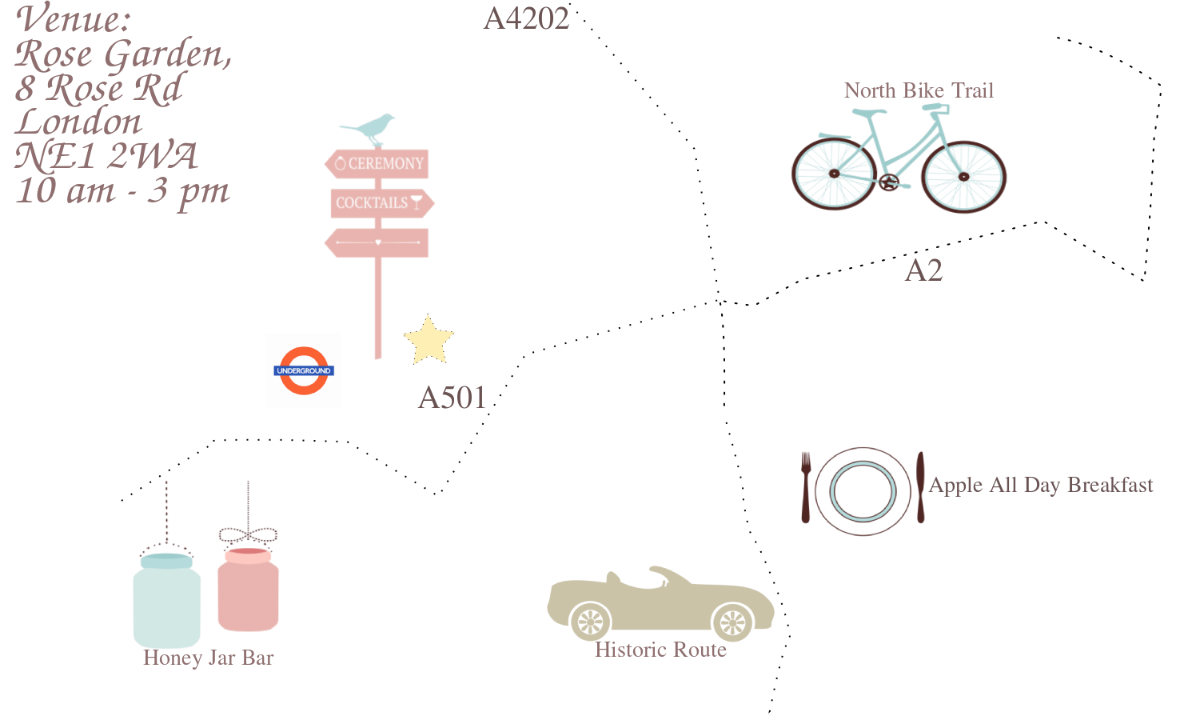 Venue:
Rose Garden,
8 Rose Rd
London
NE1 2WA
10 am - 3 pm
A4202
North Bike Trail
CEREMONY
COCKTAILS
A2
UNDERGROUND
A501
Apple All Day Breakfast
Historic Route
Honey Jar Bar